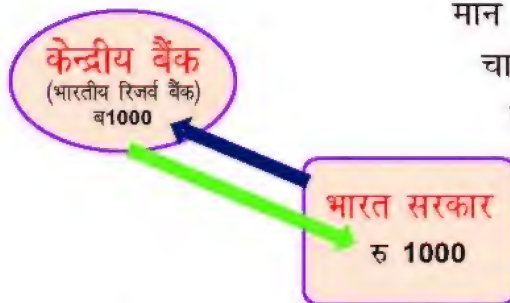 मान
चा
केन्द्रीय बैंक
(भारतीय रिजर्व बैंक)
ब1000
भारत सरकार
रु 1000